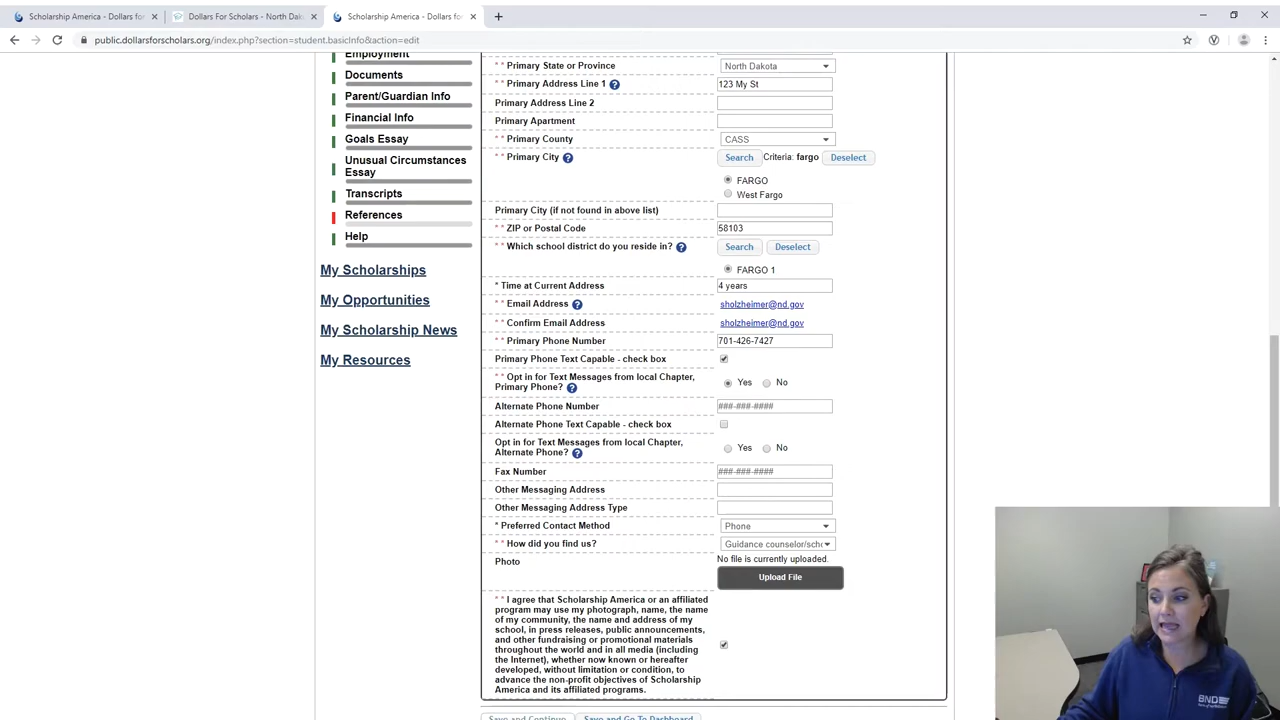 Scholarship America - Dollars for
Dollars For Scholars - North Dak
Scholarship America - Dollars for
public.dollarsforscholars.org/index.php?section=student.basicInfo&action=edit
Employment
Documents
Parent/Guardian Info
Financial Info
Goals Essay
Unusual Circumstances
Essay
Transcripts
References
Help
My Scholarships
My Opportunities
My Scholarship News
My Resources
* * Primary State or Province North Dakota
* * Primary Address Line 1 ? 123 My St
Primary Address Line 2
Primary Apartment
* * Primary County CASS
* * Primary City ? Search Criteria: fargo Deselect
FARGO
West Fargo
Primary City (if not found in above list)
* * ZIP or Postal Code 58103
* * Which school district do you reside in? ? Search Deselect
FARGO 1
* Time at Current Address 4 years
* * Email Address ? sholzheimer@nd.gov
* * Confirm Email Address sholzheimer@nd.gov
* * Primary Phone Number 701-426-7427
Primary Phone Text Capable - check box
* * Opt in for Text Messages from local Chapter,
Primary Phone? ? Yes No
Alternate Phone Number ###-###-####
Alternate Phone Text Capable - check box
Opt in for Text Messages from local Chapter,
Alternate Phone? ? Yes No
Fax Number ###-###-####
Other Messaging Address
Other Messaging Address Type
* Preferred Contact Method Phone
* * How did you find us? Guidance counselor/scho
No file is currently uploaded.
Photo
Upload File
* * I agree that Scholarship America or an affiliated
program may use my photograph, name, the name
of my community, the name and address of my
school, in press releases, public announcements,
and other fundraising or promotional materials
throughout the world and in all media (including
the Internet), whether now known or hereafter
developed, without limitation or condition, to
advance the non-profit objectives of Scholarship
America and its affiliated programs.
Save and Continue Save and Go To Dashboard
BND